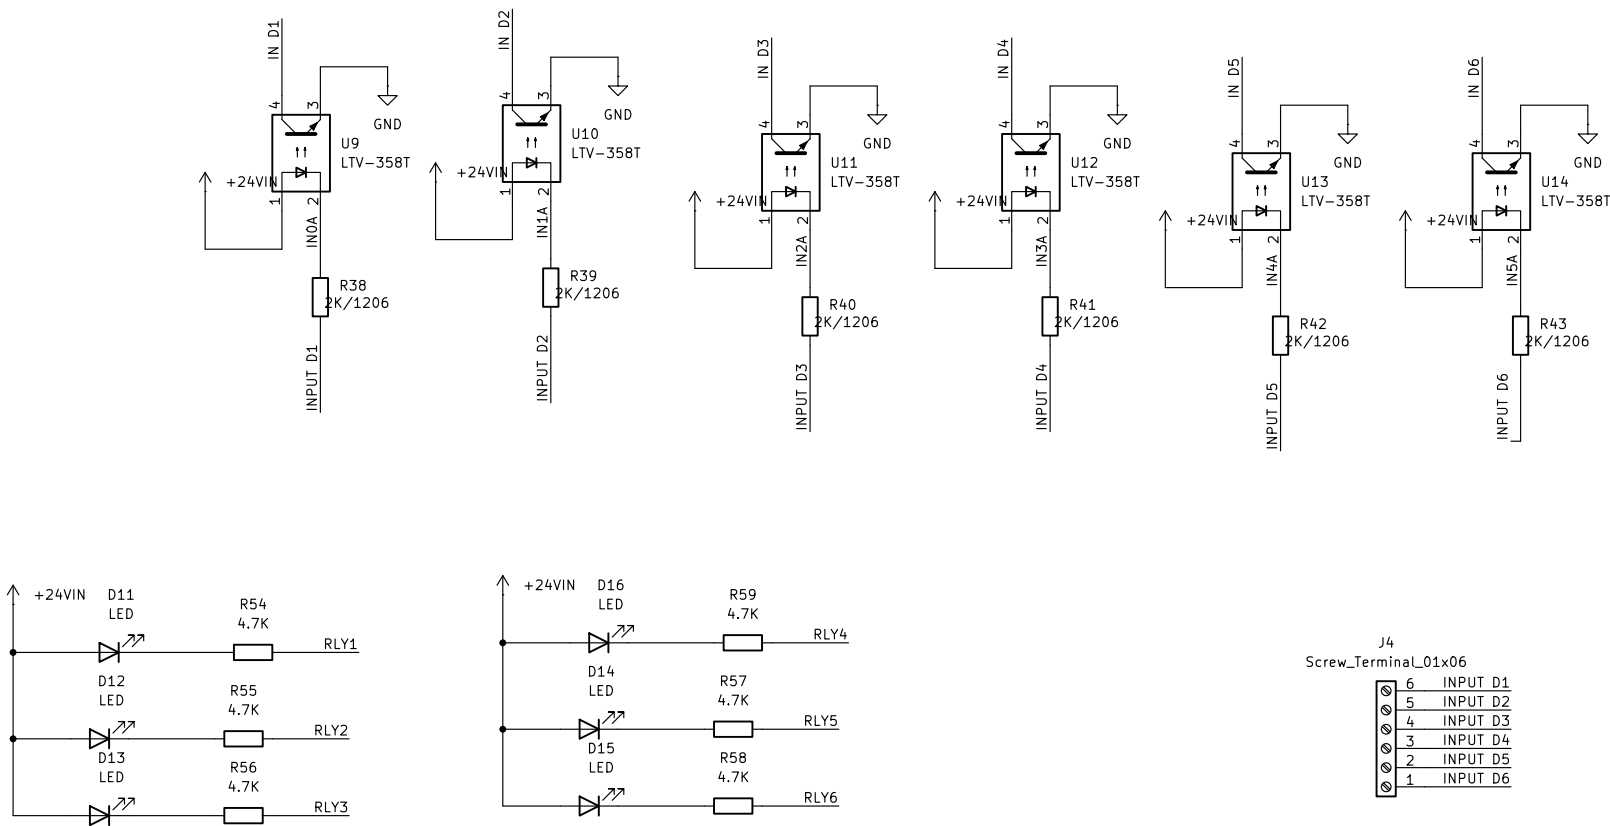 IN D1
4
3
GND
U9
LTV-358T
+24VIN
1
2
IN0A
R38
2K/1206
INPUT D1
IN D2
4
3
GND
U10
LTV-358T
+24VIN
1
2
IN1A
R39
2K/1206
INPUT D2
IN D3
4
3
GND
U11
LTV-358T
+24VIN
1
2
IN2A
R40
2K/1206
INPUT D3
IN D4
4
3
GND
U12
LTV-358T
+24VIN
1
2
IN3A
R41
2K/1206
INPUT D4
IN D5
4
3
GND
U13
LTV-358T
+24VIN
1
2
IN4A
R42
2K/1206
INPUT D5
IN D6
4
3
GND
U14
LTV-358T
+24VIN
1
2
IN5A
R43
2K/1206
INPUT D6
+24VIN
D11
LED
R54
4.7K
RLY1
D12
LED
R55
4.7K
RLY2
D13
LED
R56
4.7K
RLY3
+24VIN
D16
LED
R59
4.7K
RLY4
D14
LED
R57
4.7K
RLY5
D15
LED
R58
4.7K
RLY6
J4
Screw_Terminal_01x06
6 INPUT D1
5 INPUT D2
4 INPUT D3
3 INPUT D4
2 INPUT D5
1 INPUT D6